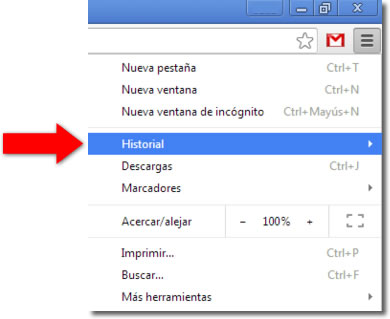 Nueva pestaña Ctrl+T
Nueva ventana Ctrl+N
Nueva ventana de incógnito Ctrl+Mayús+N
Historial
Descargas Ctrl+J
Marcadores
Acercar/alejar - 100% +
Imprimir... Ctrl+P
Buscar... Ctrl+F
Más herramientas